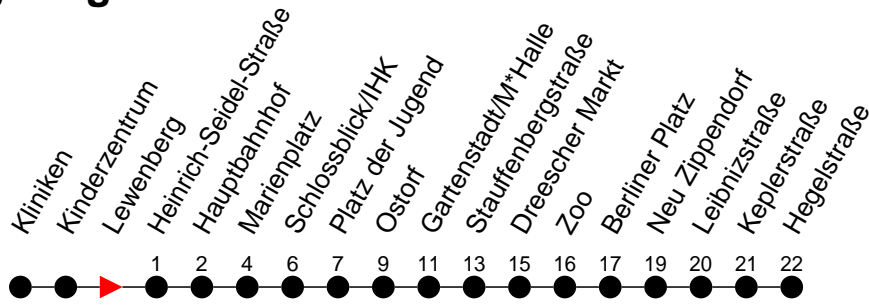 Kliniken
Kinderzentrum
Lewenberg
Heinrich-Seidel-Straße
Hauptbahnhof
Marienplatz
Schlossblick/IHK
Platz der Jugend
Ostorf
Gartenstadt/M*Halle
Stauffenbergstraße
Dreescher Markt
Zoo
Berliner Platz
Neu Zippendorf
Leibnizstraße
Keplerstraße
Hegelstraße
1 2 4 6 7 9 11 13 15 16 17 19 20 21 22